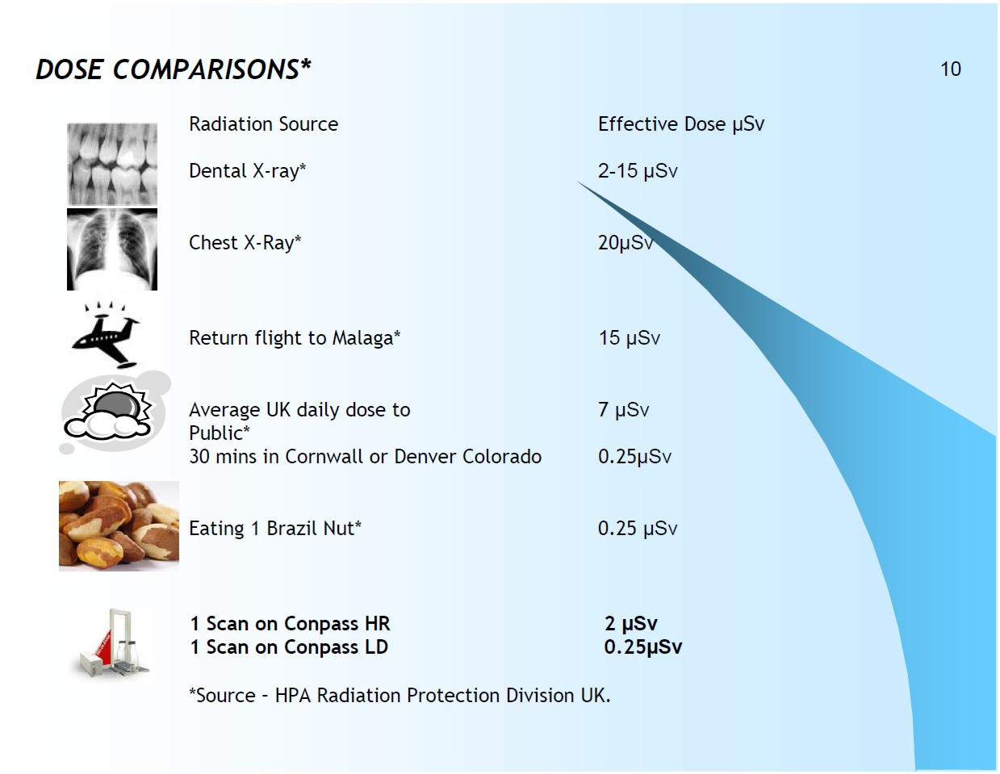 DOSE COMPARISONS*
10
Radiation Source Effective Dose µSv
Dental X-ray* 2-15 µSv
Chest X-Ray* 20µSv
Return flight to Malaga* 15 µSv
Average UK daily dose to 7 µSv
Public*
30 mins in Cornwall or Denver Colorado 0.25µSv
Eating 1 Brazil Nut* 0.25 µSv
1 Scan on Conpass HR 2 µSv
1 Scan on Conpass LD 0.25µSv
*Source – HPA Radiation Protection Division UK.